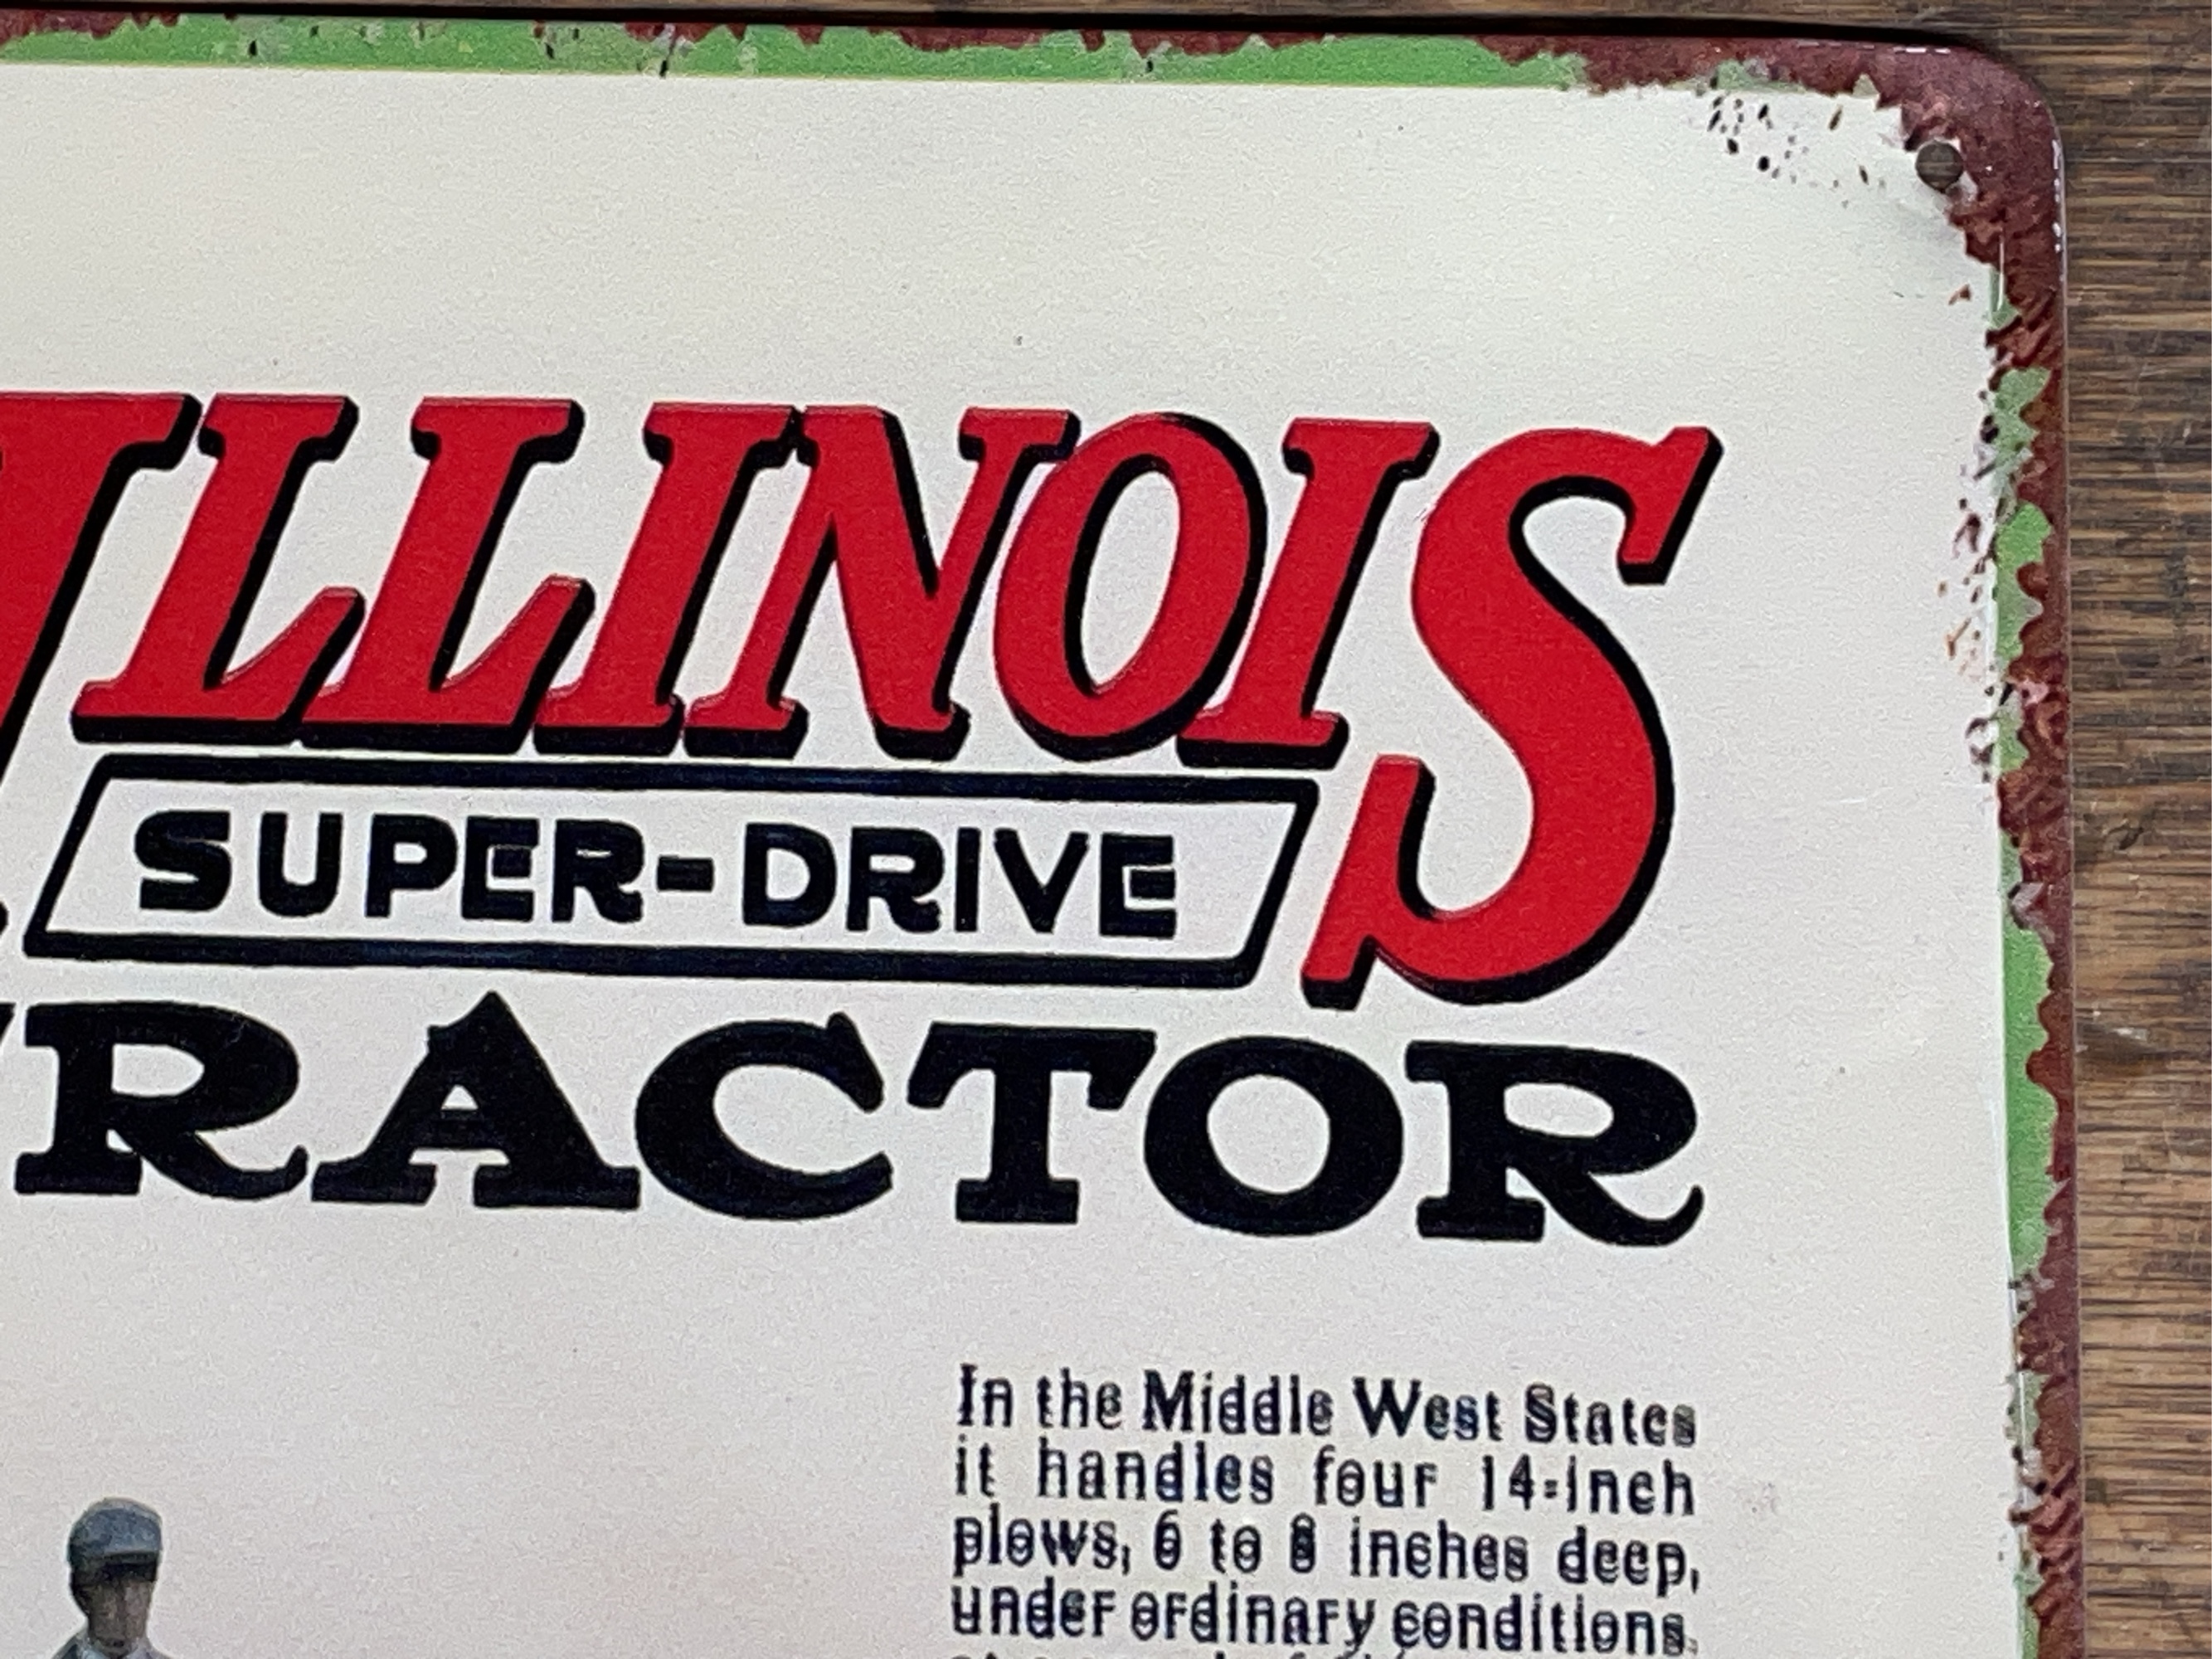 ILLINOIS
SUPER-DRIVE
TRACTOR
In the Middle West States
it handles four 14-inch
plows, 6 to 8 inches deep,
under ordinary conditions.